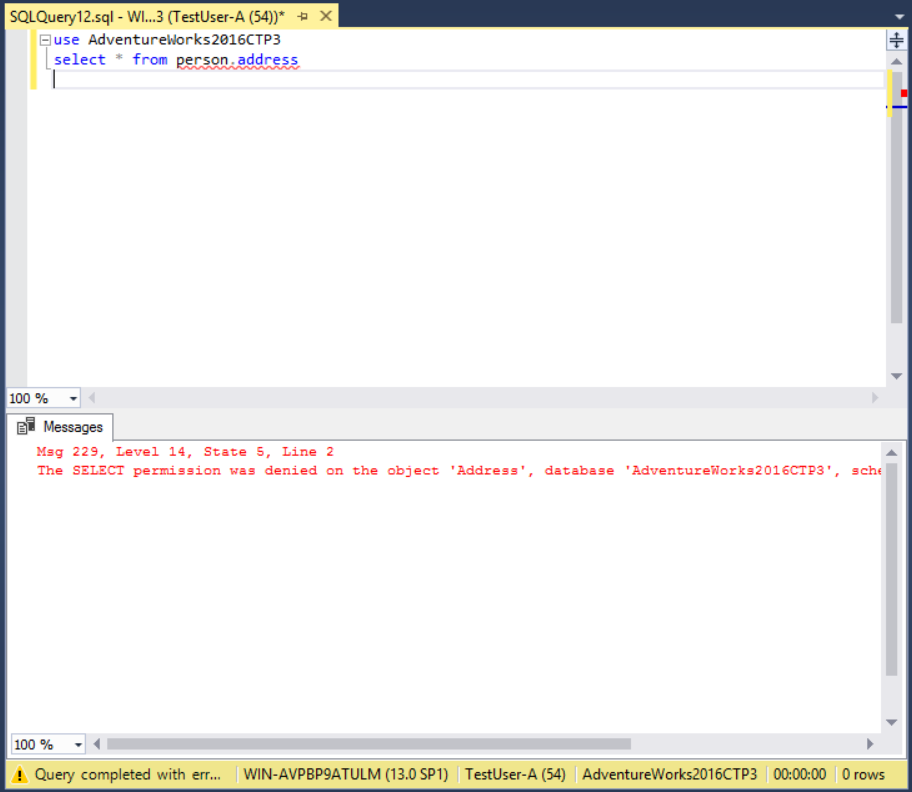 SQLQuery12.sql - WI...3 (TestUser-A (54))*
use AdventureWorks2016CTP3
select * from person.address
100 %
Messages
Msg 229, Level 14, State 5, Line 2
The SELECT permission was denied on the object 'Address', database 'AdventureWorks2016CTP3', sche
100 %
Query completed with err... WIN-AVPBP9ATULM (13.0 SP1) TestUser-A (54) AdventureWorks2016CTP3 00:00:00 0 rows